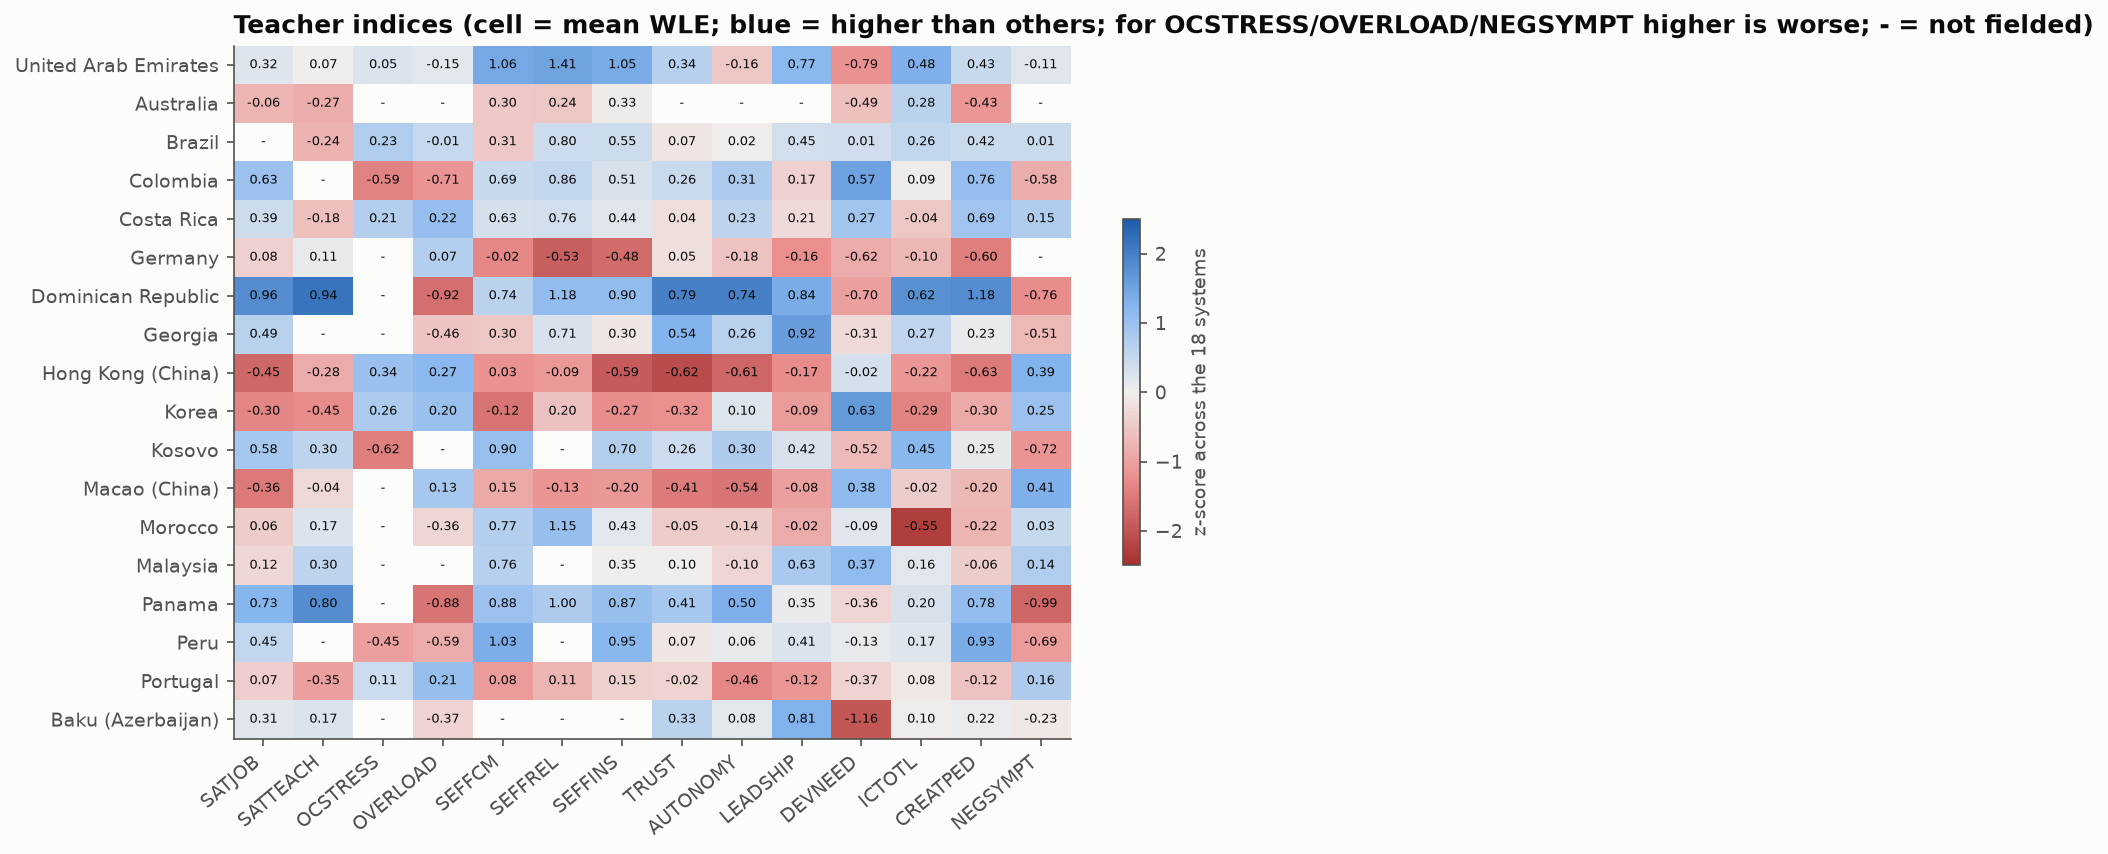 Teacher indices (cell = mean WLE; blue = higher than others; for OCSTRESS/OVERLOAD/NEGSYMPT higher is worse; - = not fielded)
United Arab Emirates 0.32 0.07 0.05 -0.15 1.06 1.41 1.05 0.34 -0.16 0.77 -0.79 0.48 0.43 -0.11
Australia -0.06 -0.27 - - 0.30 0.24 0.33 - - - -0.49 0.28 -0.43 -
Brazil - -0.24 0.23 -0.01 0.31 0.80 0.55 0.07 0.02 0.45 0.01 0.26 0.42 0.01
Colombia 0.63 - -0.59 -0.71 0.69 0.86 0.51 0.26 0.31 0.17 0.57 0.09 0.76 -0.58
Costa Rica 0.39 -0.18 0.21 0.22 0.63 0.76 0.44 0.04 0.23 0.21 0.27 -0.04 0.69 0.15
Germany 0.08 0.11 - 0.07 -0.02 -0.53 -0.48 0.05 -0.18 -0.16 -0.62 -0.10 -0.60 -
Dominican Republic 0.96 0.94 - -0.92 0.74 1.18 0.90 0.79 0.74 0.84 -0.70 0.62 1.18 -0.76
Georgia 0.49 - - -0.46 0.30 0.71 0.30 0.54 0.26 0.92 -0.31 0.27 0.23 -0.51
Hong Kong (China) -0.45 -0.28 0.34 0.27 0.03 -0.09 -0.59 -0.62 -0.61 -0.17 -0.02 -0.22 -0.63 0.39
Korea -0.30 -0.45 0.26 0.20 -0.12 0.20 -0.27 -0.32 0.10 -0.09 0.63 -0.29 -0.30 0.25
Kosovo 0.58 0.30 -0.62 - 0.90 - 0.70 0.26 0.30 0.42 -0.52 0.45 0.25 -0.72
Macao (China) -0.36 -0.04 - 0.13 0.15 -0.13 -0.20 -0.41 -0.54 -0.08 0.38 -0.02 -0.20 0.41
Morocco 0.06 0.17 - -0.36 0.77 1.15 0.43 -0.05 -0.14 -0.02 -0.09 -0.55 -0.22 0.03
Malaysia 0.12 0.30 - - 0.76 - 0.35 0.10 -0.10 0.63 0.37 0.16 -0.06 0.14
Panama 0.73 0.80 - -0.88 0.88 1.00 0.87 0.41 0.50 0.35 -0.36 0.20 0.78 -0.99
Peru 0.45 - -0.45 -0.59 1.03 - 0.95 0.07 0.06 0.41 -0.13 0.17 0.93 -0.69
Portugal 0.07 -0.35 0.11 0.21 0.08 0.11 0.15 -0.02 -0.46 -0.12 -0.37 0.08 -0.12 0.16
Baku (Azerbaijan) 0.31 0.17 - -0.37 - - - 0.33 0.08 0.81 -1.16 0.10 0.22 -0.23
SATJOB SATTEACH OCSTRESS OVERLOAD SEFFCM SEFFREL SEFFINS TRUST AUTONOMY LEADSHIP DEVNEED ICTOTL CREATPED NEGSYMPT
2
1
0
−1
−2
z-score across the 18 systems